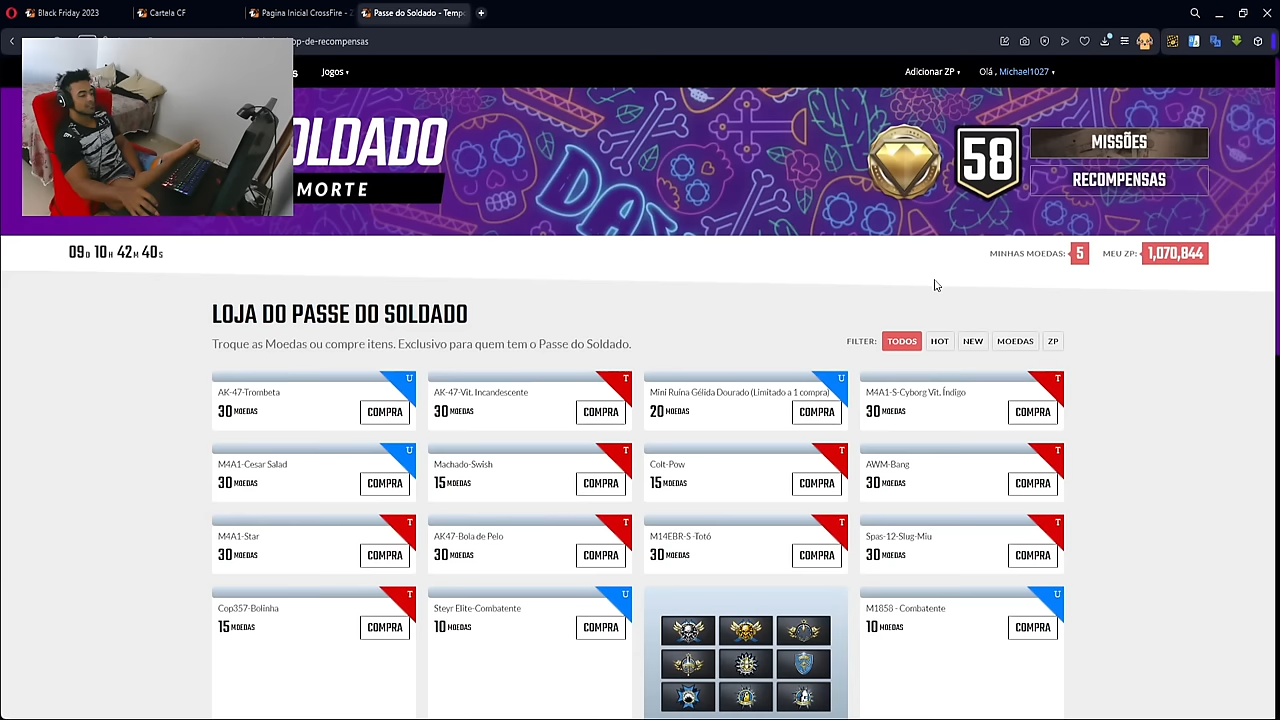 Black Friday 2023
Cartela CF
Pagina Inicial CrossFire - 2
Passe do Soldado - Tempo
op-de-recompensas
s
Jogos
Adicionar ZP
Olá , Michael1027
OLDADO
MORTE
58
MISSÕES
RECOMPENSAS
09D 10H 42M 40S
MINHAS MOEDAS: 5
MEU ZP: 1,070,844
LOJA DO PASSE DO SOLDADO
Troque as Moedas ou compre itens. Exclusivo para quem tem o Passe do Soldado.
FILTER: TODOS HOT NEW MOEDAS ZP
U T U T
AK-47-Trombeta
30 MOEDAS COMPRA
AK-47-Vit. Incandescente
30 MOEDAS COMPRA
Mini Ruína Gélida Dourado (Limitado a 1 compra)
20 MOEDAS COMPRA
M4A1-S-Cyborg Vit. Índigo
30 MOEDAS COMPRA
U T T T
M4A1-Cesar Salad
30 MOEDAS COMPRA
Machado-Swish
15 MOEDAS COMPRA
Colt-Pow
15 MOEDAS COMPRA
AWM-Bang
30 MOEDAS COMPRA
T T T T
M4A1-Star
30 MOEDAS COMPRA
AK47-Bola de Pelo
30 MOEDAS COMPRA
M14EBR-S -Totó
30 MOEDAS COMPRA
Spas-12-Slug-Miu
30 MOEDAS COMPRA
T U U
Cop357-Bolinha
15 MOEDAS COMPRA
Steyr Elite-Combatente
10 MOEDAS COMPRA
M1858 - Combatente
10 MOEDAS COMPRA